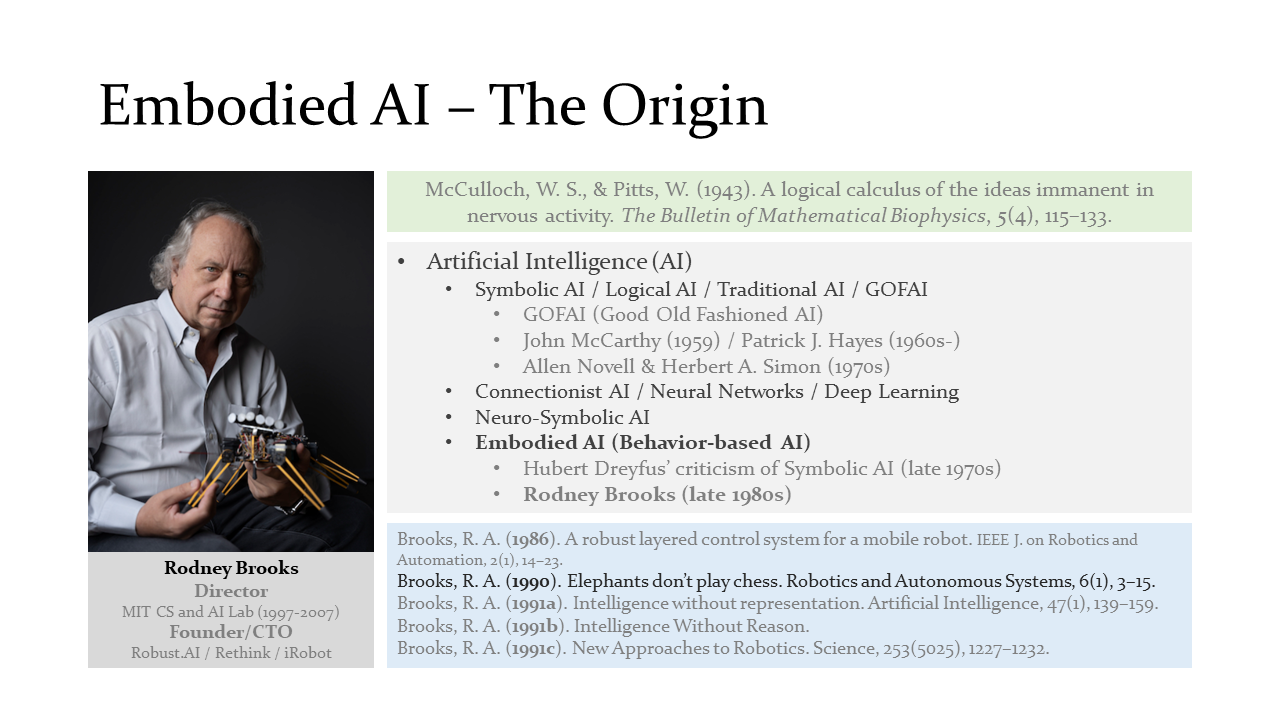 Embodied AI – The Origin
McCulloch, W. S., & Pitts, W. (1943). A logical calculus of the ideas immanent in
nervous activity. The Bulletin of Mathematical Biophysics, 5(4), 115–133.
• Artificial Intelligence (AI)
• Symbolic AI / Logical AI / Traditional AI / GOFAI
• GOFAI (Good Old Fashioned AI)
• John McCarthy (1959) / Patrick J. Hayes (1960s-)
• Allen Novell & Herbert A. Simon (1970s)
• Connectionist AI / Neural Networks / Deep Learning
• Neuro-Symbolic AI
• Embodied AI (Behavior-based AI)
• Hubert Dreyfus’ criticism of Symbolic AI (late 1970s)
• Rodney Brooks (late 1980s)
Rodney Brooks
Director
MIT CS and AI Lab (1997-2007)
Founder/CTO
Robust.AI / Rethink / iRobot
Brooks, R. A. (1986). A robust layered control system for a mobile robot. IEEE J. on Robotics and
Automation, 2(1), 14–23.
Brooks, R. A. (1990). Elephants don’t play chess. Robotics and Autonomous Systems, 6(1), 3–15.
Brooks, R. A. (1991a). Intelligence without representation. Artificial Intelligence, 47(1), 139–159.
Brooks, R. A. (1991b). Intelligence Without Reason.
Brooks, R. A. (1991c). New Approaches to Robotics. Science, 253(5025), 1227–1232.